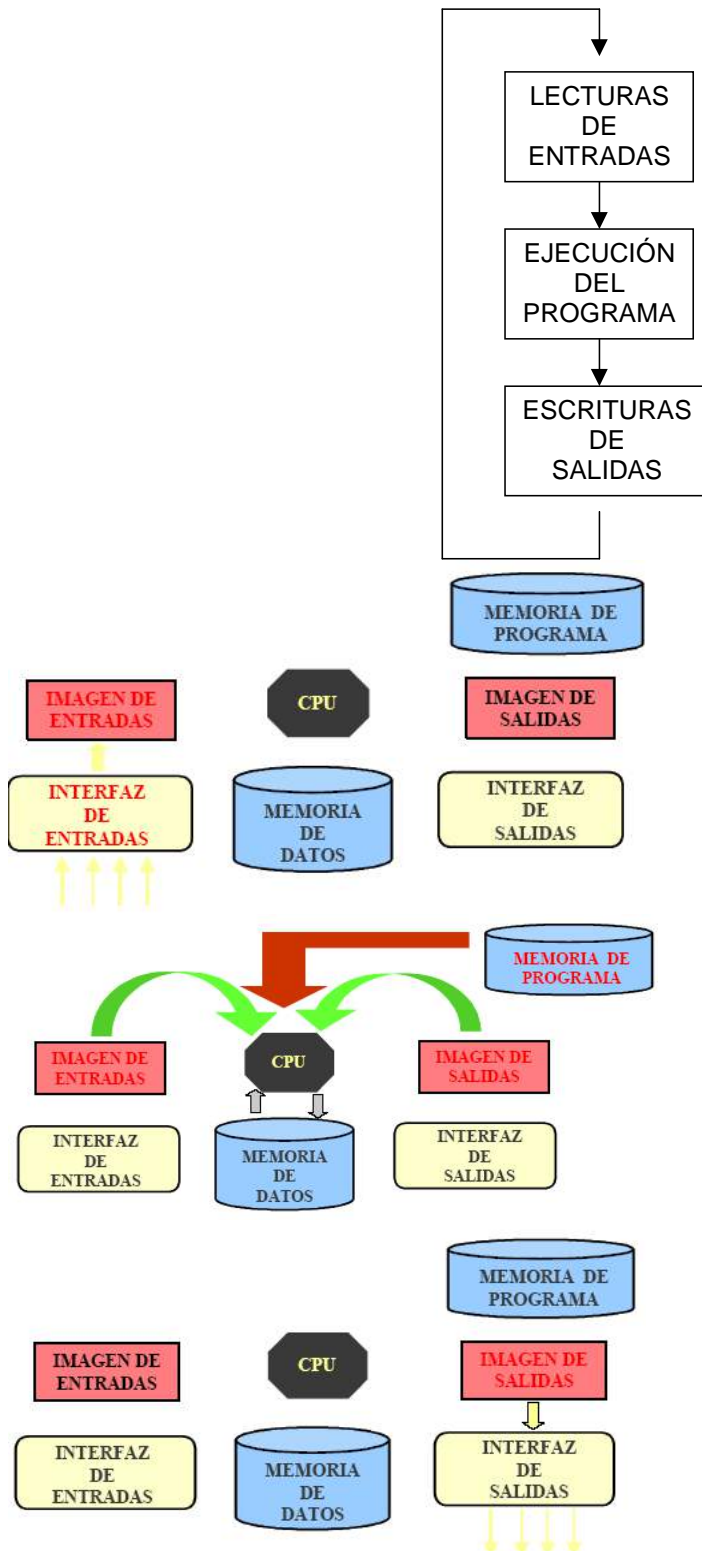 LECTURAS
DE
ENTRADAS
EJECUCIÓN
DEL
PROGRAMA
ESCRITURAS
DE
SALIDAS
MEMORIA DE
PROGRAMA
IMAGEN DE
ENTRADAS
CPU
IMAGEN DE
SALIDAS
INTERFAZ
DE
ENTRADAS
MEMORIA
DE
DATOS
INTERFAZ
DE
SALIDAS
MEMORIA DE
PROGRAMA
IMAGEN DE
ENTRADAS
CPU
IMAGEN DE
SALIDAS
INTERFAZ
DE
ENTRADAS
MEMORIA
DE
DATOS
INTERFAZ
DE
SALIDAS
MEMORIA DE
PROGRAMA
IMAGEN DE
ENTRADAS
CPU
IMAGEN DE
SALIDAS
INTERFAZ
DE
ENTRADAS
MEMORIA
DE
DATOS
INTERFAZ
DE
SALIDAS